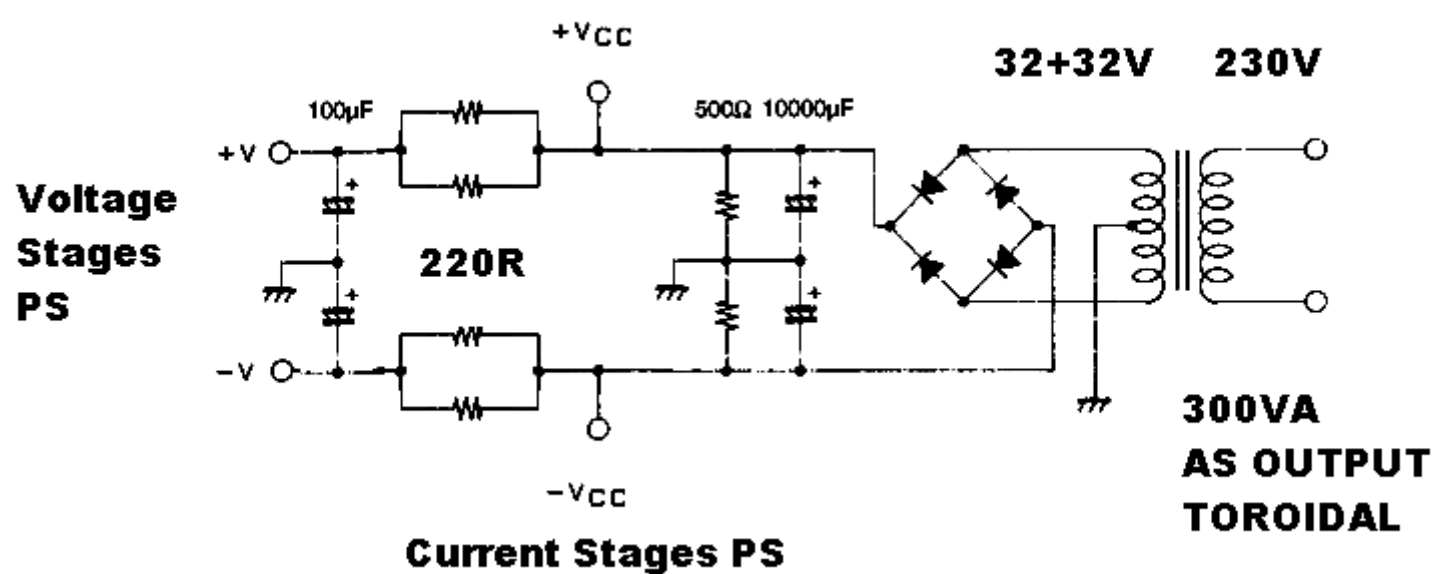 +VCC
32+32V 230V
100µF
500Ω 10000µF
+V
Voltage
Stages
PS
+
+
220R
+
+
-V
-VCC
300VA
AS OUTPUT
TOROIDAL
Current Stages PS